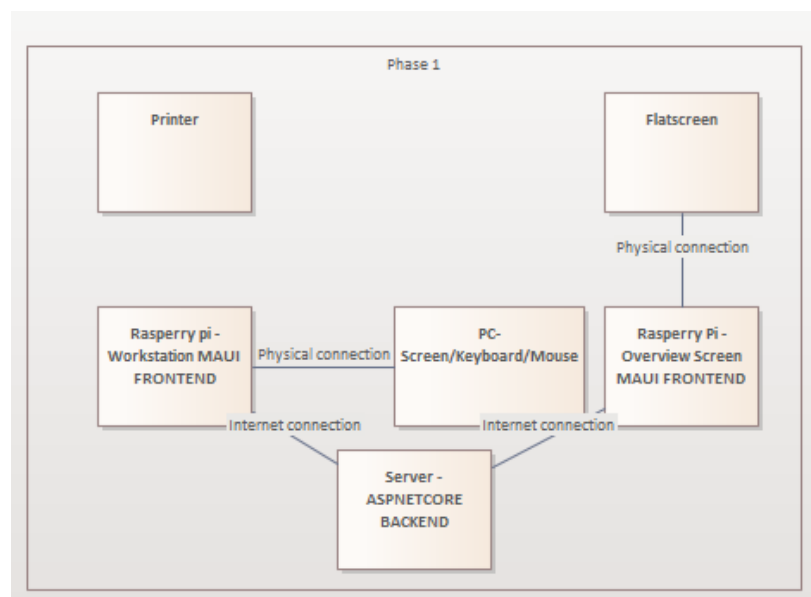 Phase 1
Printer
Flatscreen
Physical connection
Rasperry pi -
Workstation MAUI
FRONTEND
Physical connection
PC-
Screen/Keyboard/Mouse
Rasperry Pi -
Overview Screen
MAUI FRONTEND
Internet connection
Internet connection
Server -
ASPNETCORE
BACKEND